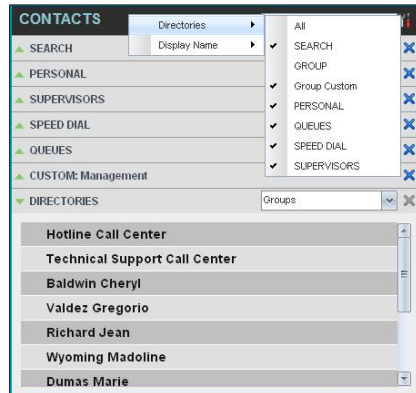 CONTACTS
Directories
Display Name
All
SEARCH
GROUP
Group Custom
PERSONAL
QUEUES
SPEED DIAL
SUPERVISORS
SEARCH
PERSONAL
SUPERVISORS
SPEED DIAL
QUEUES
CUSTOM: Management
DIRECTORIES
Groups
Hotline Call Center
Technical Support Call Center
Baldwin Cheryl
Valdez Gregorio
Richard Jean
Wyoming Madoline
Dumas Marie